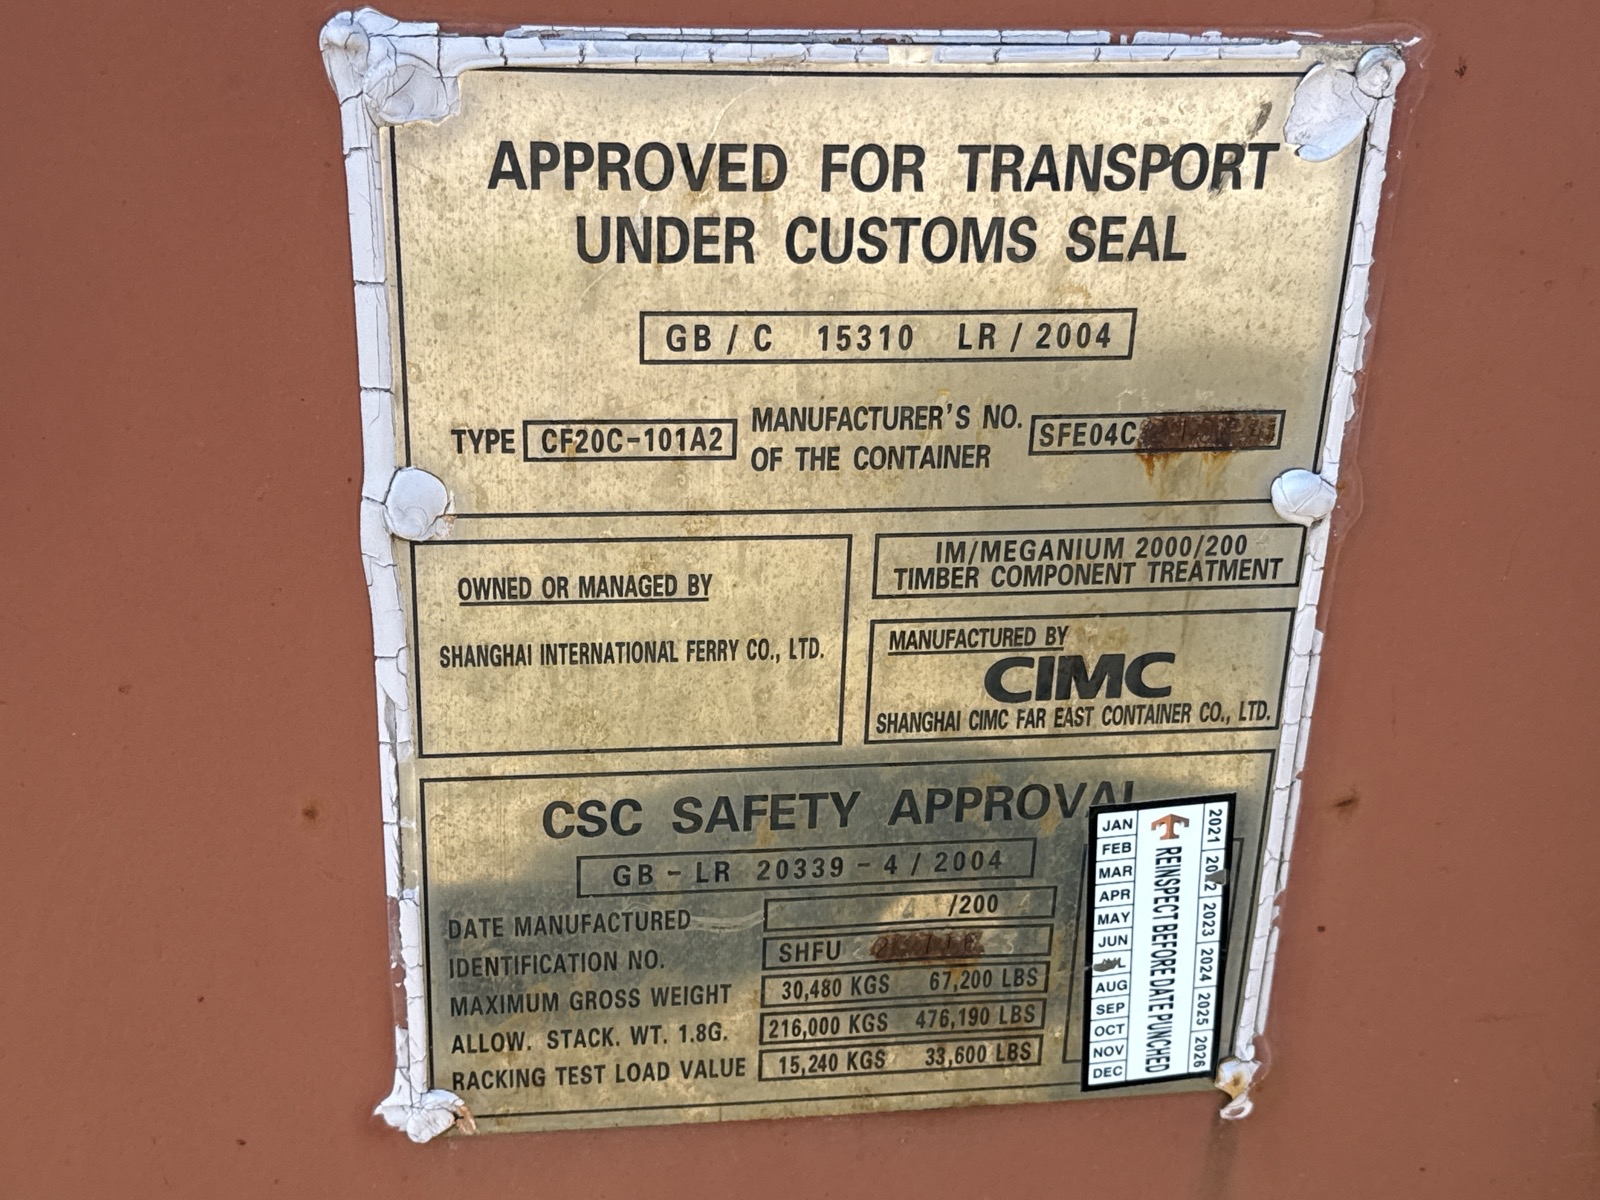 APPROVED FOR TRANSPORT
UNDER CUSTOMS SEAL
GB / C 15310 LR / 2004
TYPE CF20C-101A2 MANUFACTURER'S NO. OF THE CONTAINER SFE04C
OWNED OR MANAGED BY
SHANGHAI INTERNATIONAL FERRY CO., LTD.
IM/MEGANIUM 2000/200
TIMBER COMPONENT TREATMENT
MANUFACTURED BY
CIMC
SHANGHAI CIMC FAR EAST CONTAINER CO., LTD.
CSC SAFETY APPROVAL
GB - LR 20339 - 4 / 2004
DATE MANUFACTURED /200
IDENTIFICATION NO. SHFU
MAXIMUM GROSS WEIGHT 30,480 KGS 67,200 LBS
ALLOW. STACK. WT. 1.8G. 216,000 KGS 476,190 LBS
RACKING TEST LOAD VALUE 15,240 KGS 33,600 LBS
JAN
FEB
MAR
APR
MAY
JUN
AUG
SEP
OCT
NOV
DEC
REINSPECT BEFORE DATE PUNCHED
2021 2023 2024 2025 2026